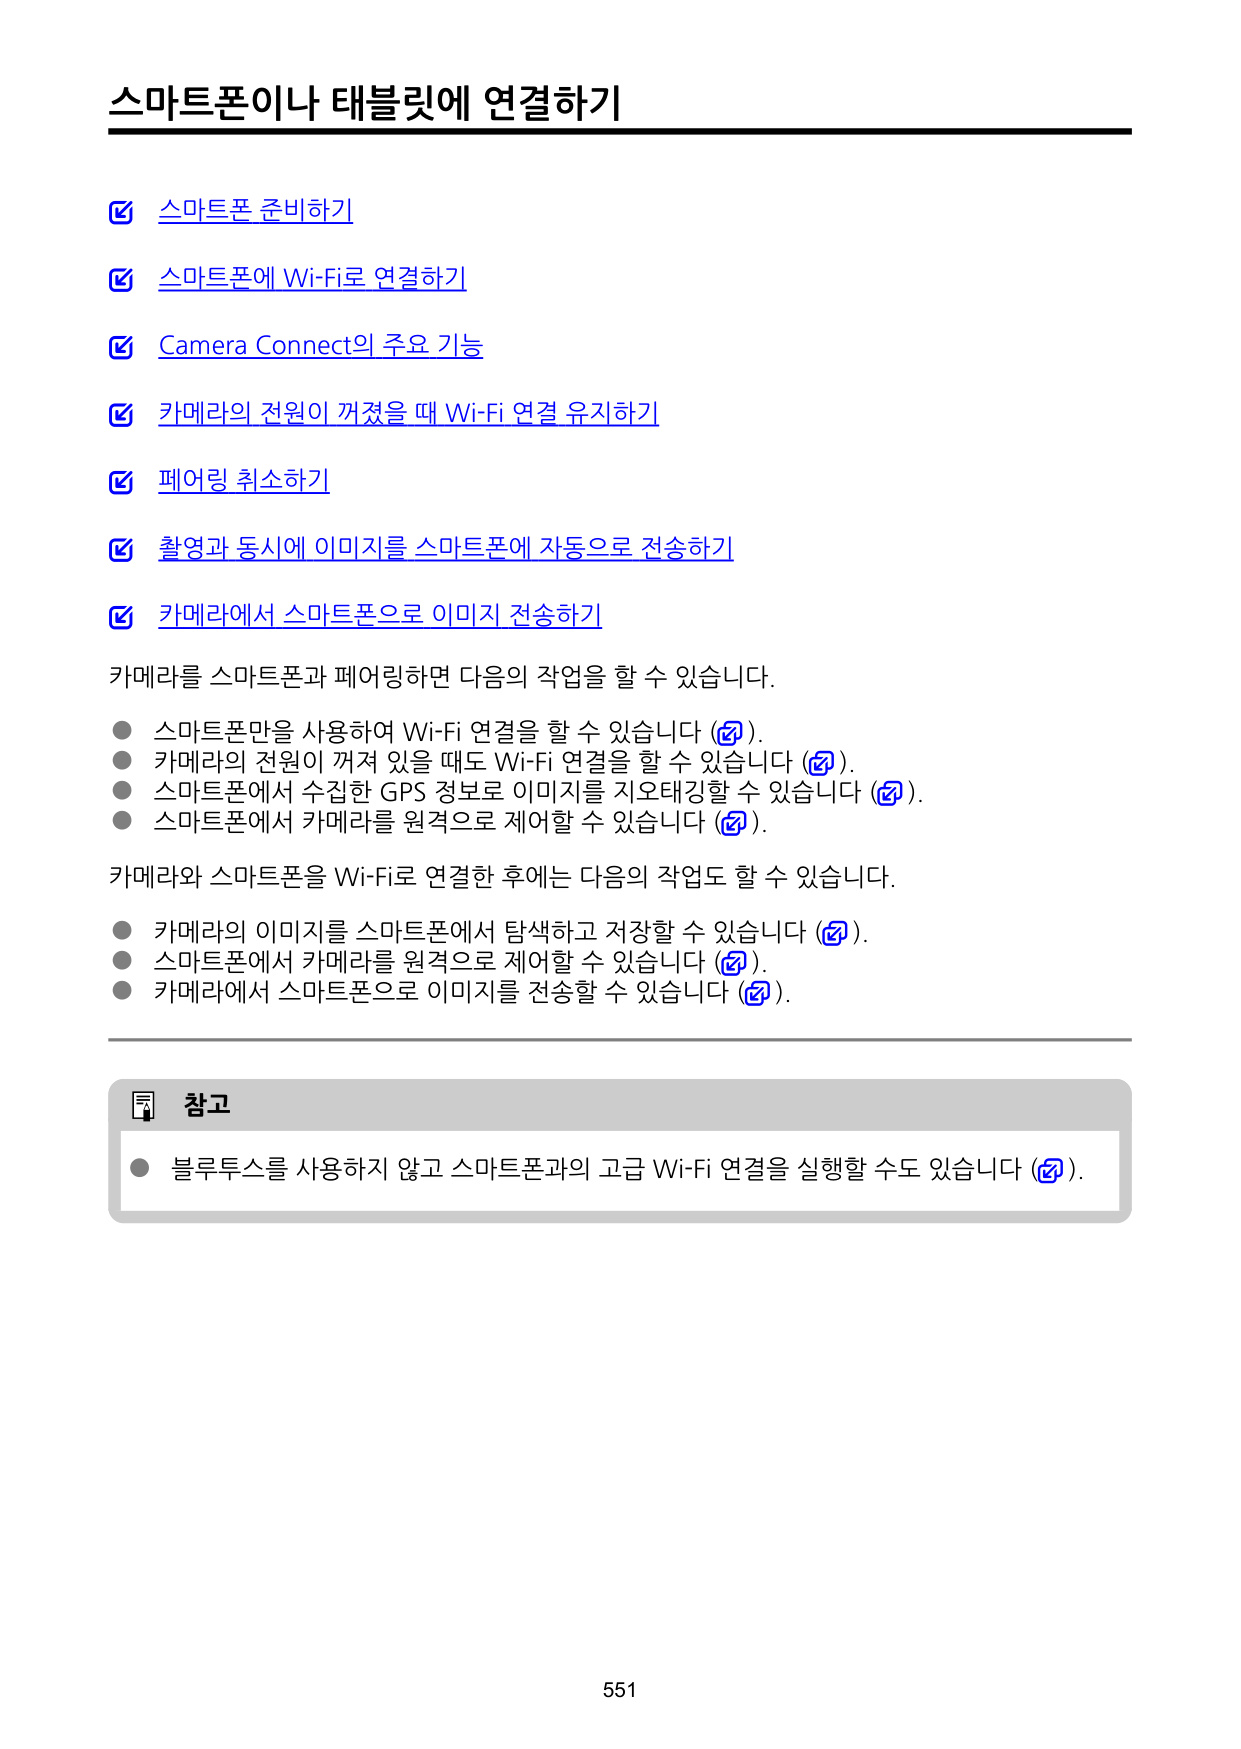 스마트폰이나 태블릿에 연결하기
스마트폰 준비하기
스마트폰에 Wi-Fi로 연결하기
Camera Connect의 주요 기능
카메라의 전원이 꺼졌을 때 Wi-Fi 연결 유지하기
페어링 취소하기
촬영과 동시에 이미지를 스마트폰에 자동으로 전송하기
카메라에서 스마트폰으로 이미지 전송하기
카메라를 스마트폰과 페어링하면 다음의 작업을 할 수 있습니다.
● 스마트폰만을 사용하여 Wi-Fi 연결을 할 수 있습니다 ( ).
● 카메라의 전원이 꺼져 있을 때도 Wi-Fi 연결을 할 수 있습니다 ( ).
● 스마트폰에서 수집한 GPS 정보로 이미지를 지오태깅할 수 있습니다 ( ).
● 스마트폰에서 카메라를 원격으로 제어할 수 있습니다 ( ).
카메라와 스마트폰을 Wi-Fi로 연결한 후에는 다음의 작업도 할 수 있습니다.
● 카메라의 이미지를 스마트폰에서 탐색하고 저장할 수 있습니다 ( ).
● 스마트폰에서 카메라를 원격으로 제어할 수 있습니다 ( ).
● 카메라에서 스마트폰으로 이미지를 전송할 수 있습니다 ( ).
참고
● 블루투스를 사용하지 않고 스마트폰과의 고급 Wi-Fi 연결을 실행할 수도 있습니다 ( ).
551